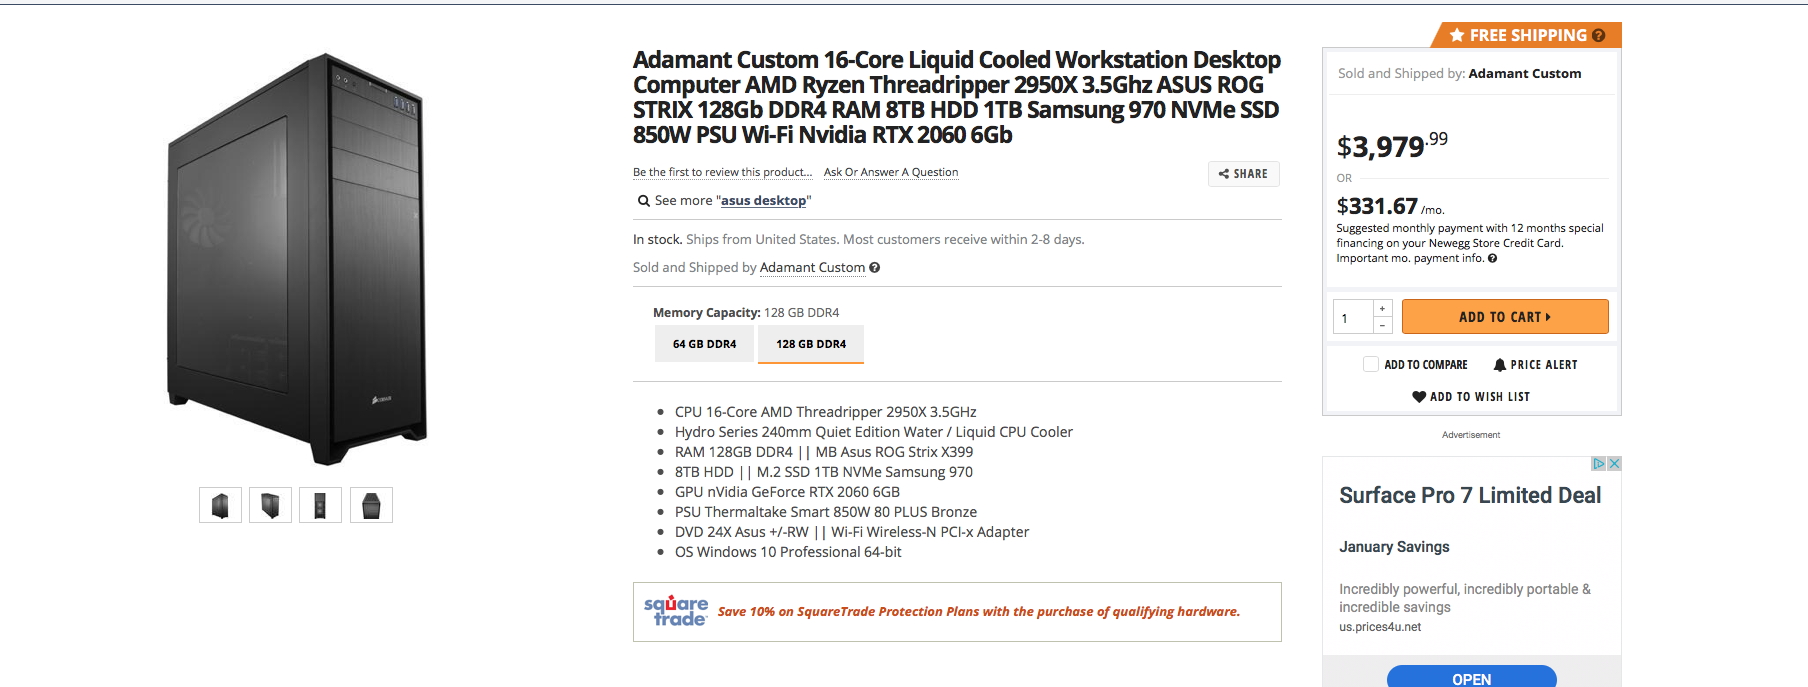 Adamant Custom 16-Core Liquid Cooled Workstation Desktop
Computer AMD Ryzen Threadripper 2950X 3.5Ghz ASUS ROG
STRIX 128Gb DDR4 RAM 8TB HDD 1TB Samsung 970 NVMe SSD
850W PSU Wi-Fi Nvidia RTX 2060 6Gb
Be the first to review this product... Ask Or Answer A Question
SHARE
See more "asus desktop"
In stock. Ships from United States. Most customers receive within 2-8 days.
Sold and Shipped by Adamant Custom ?
Memory Capacity: 128 GB DDR4
64 GB DDR4 128 GB DDR4
• CPU 16-Core AMD Threadripper 2950X 3.5GHz
• Hydro Series 240mm Quiet Edition Water / Liquid CPU Cooler
• RAM 128GB DDR4 || MB Asus ROG Strix X399
• 8TB HDD || M.2 SSD 1TB NVMe Samsung 970
• GPU nVidia GeForce RTX 2060 6GB
• PSU Thermaltake Smart 850W 80 PLUS Bronze
• DVD 24X Asus +/-RW || Wi-Fi Wireless-N PCI-x Adapter
• OS Windows 10 Professional 64-bit
square
trade
Save 10% on SquareTrade Protection Plans with the purchase of qualifying hardware.
FREE SHIPPING ?
Sold and Shipped by: Adamant Custom
$3,979.99
OR
$331.67 /mo.
Suggested monthly payment with 12 months special
financing on your Newegg Store Credit Card.
Important mo. payment info. ?
1 + -
ADD TO CART
ADD TO COMPARE
PRICE ALERT
ADD TO WISH LIST
Advertisement
Surface Pro 7 Limited Deal
January Savings
Incredibly powerful, incredibly portable &
incredible savings
us.prices4u.net
OPEN
CORSAIR